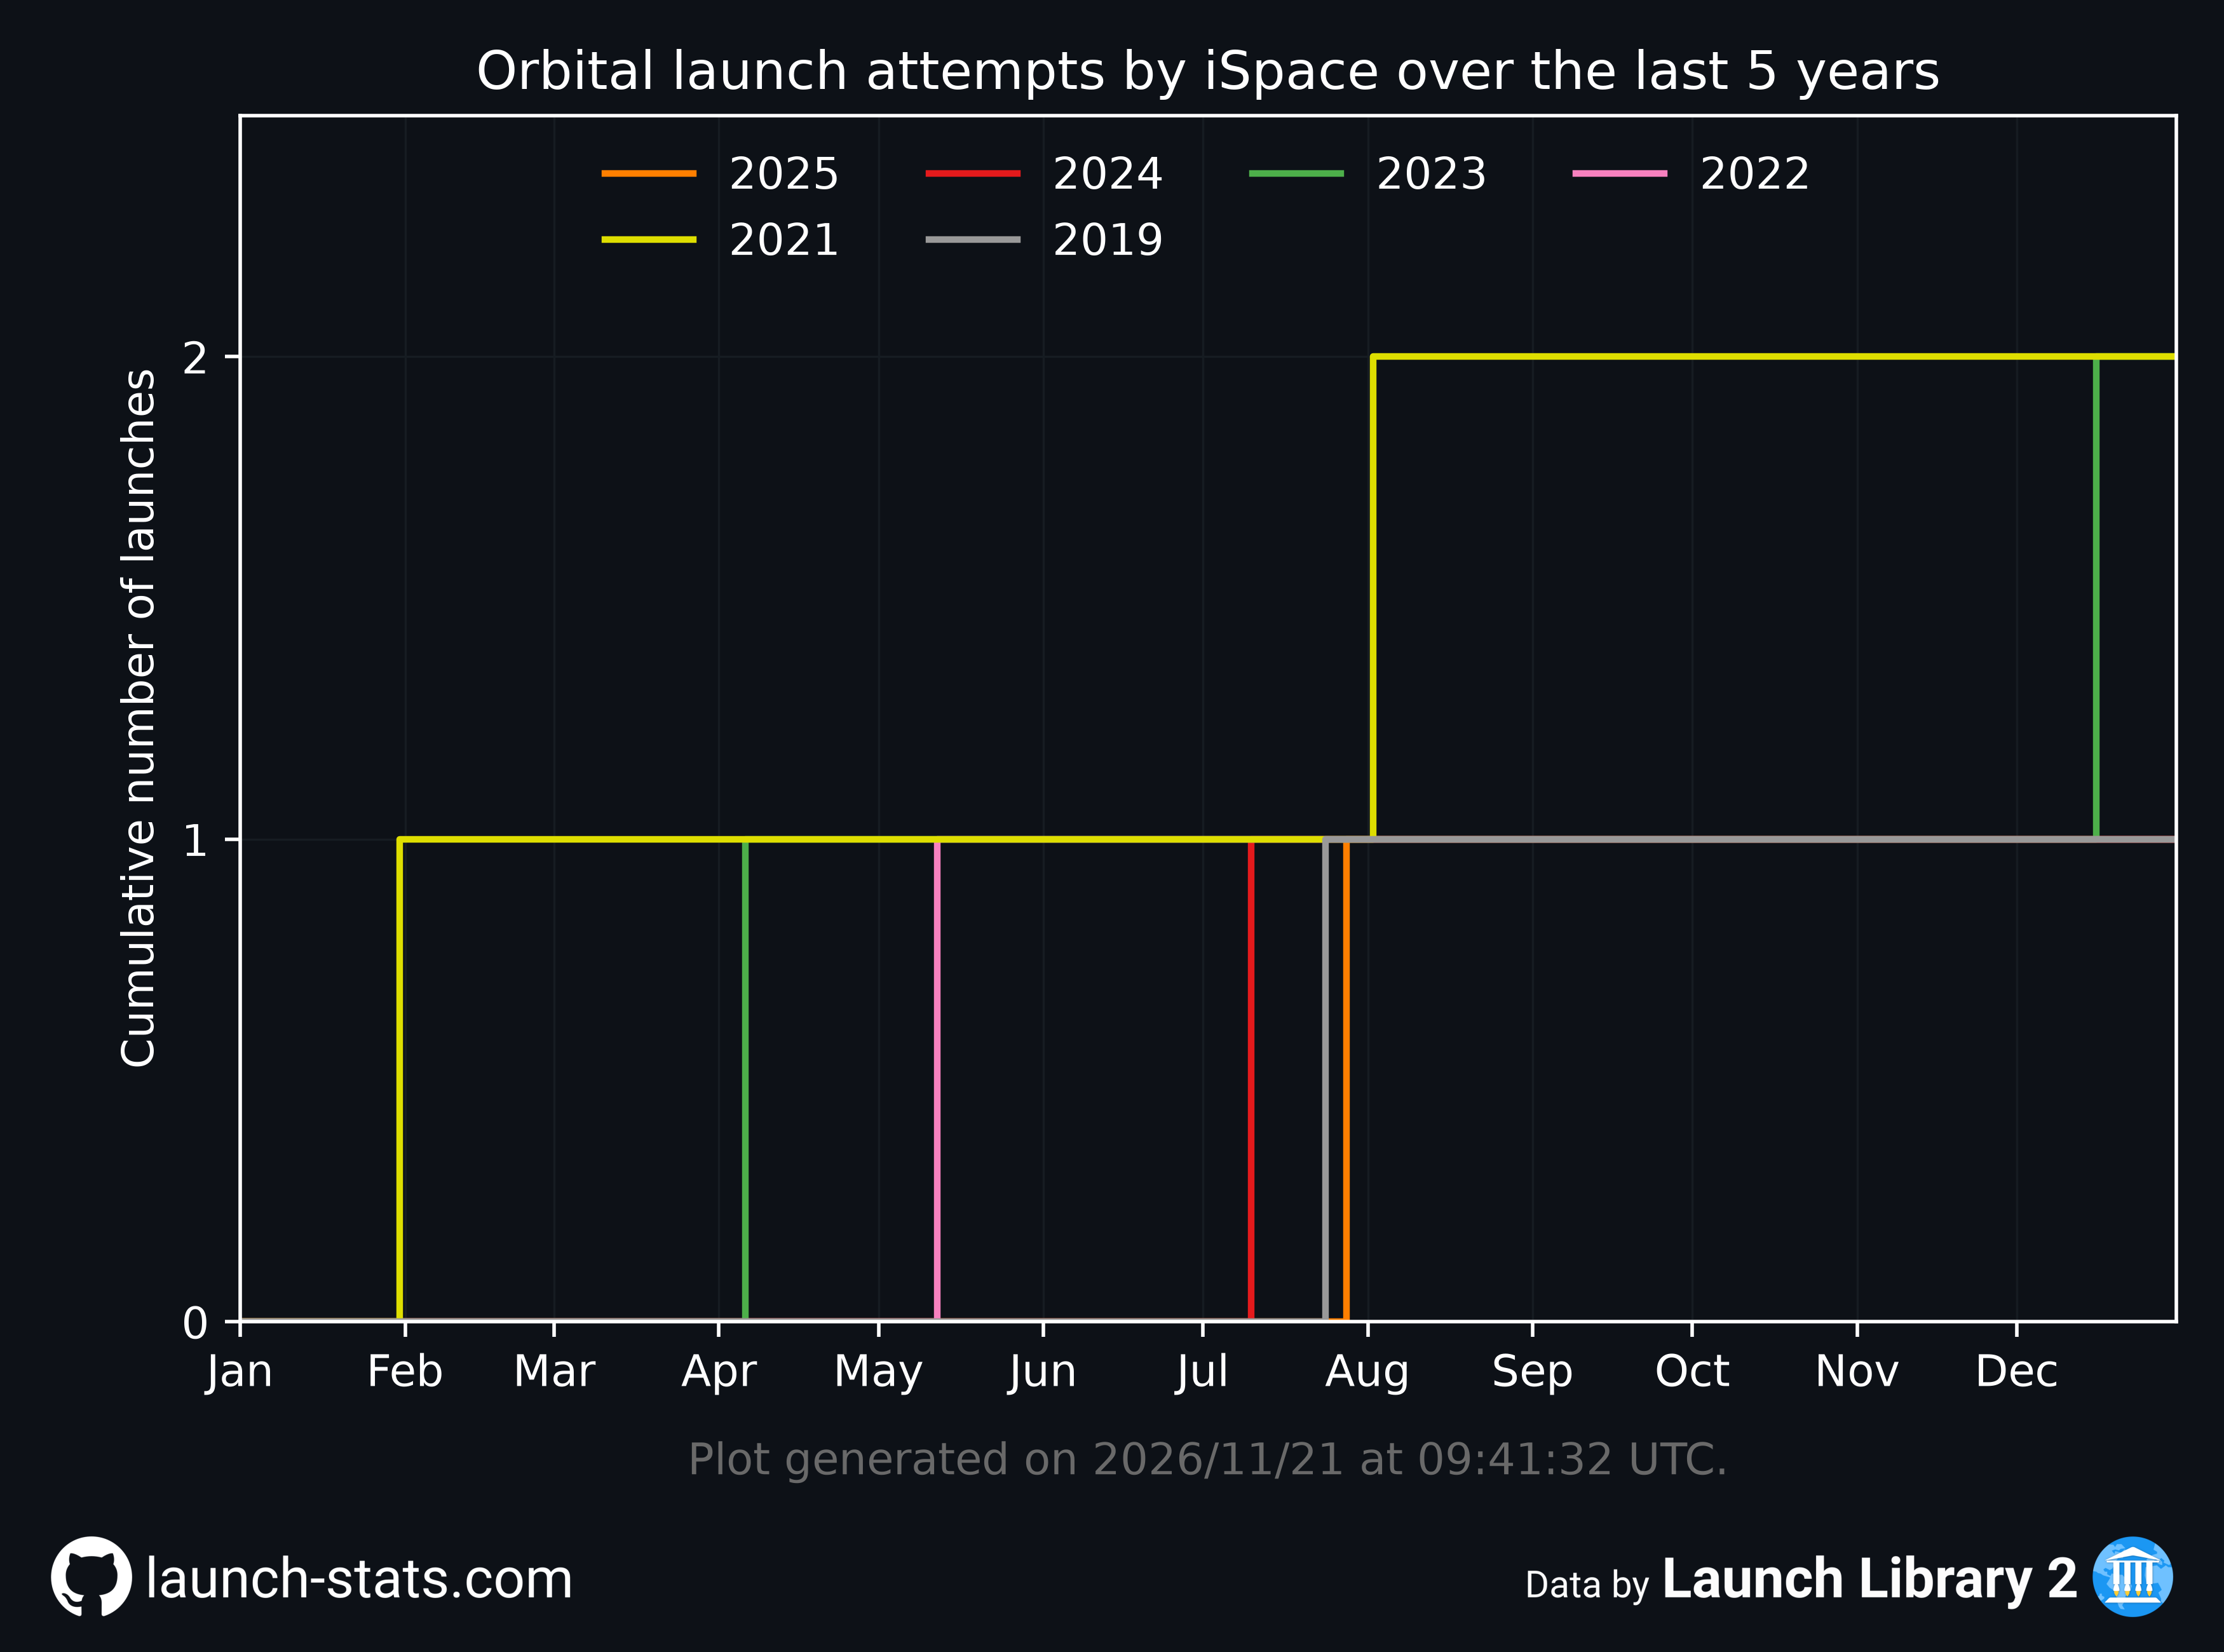 Orbital launch attempts by iSpace over the last 5 years
2025 2024 2023 2022
2021 2019
Cumulative number of launches
2
1
0
Jan Feb Mar Apr May Jun Jul Aug Sep Oct Nov Dec
Plot generated on 2026/11/21 at 09:41:32 UTC.
launch-stats.com
Data by Launch Library 2